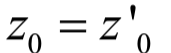 z₀ = z'₀